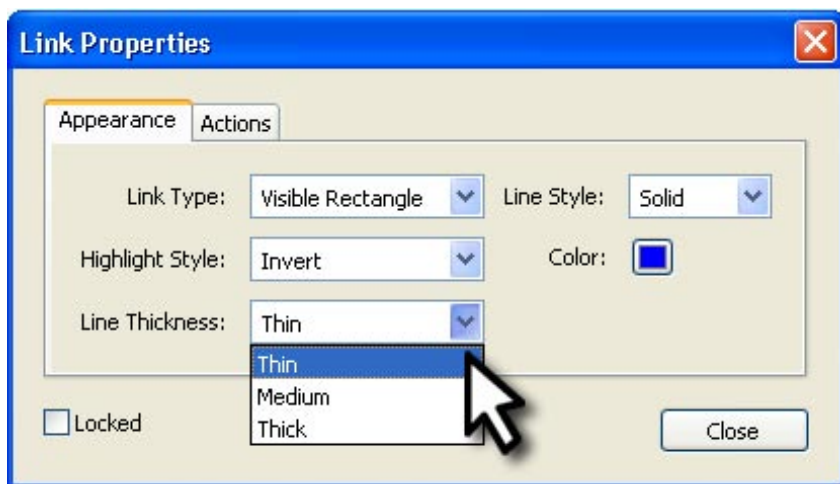 Link Properties
Appearance Actions
Link Type: Visible Rectangle Line Style: Solid
Highlight Style: Invert Color:
Line Thickness: Thin
Thin
Medium
Thick
Locked Close